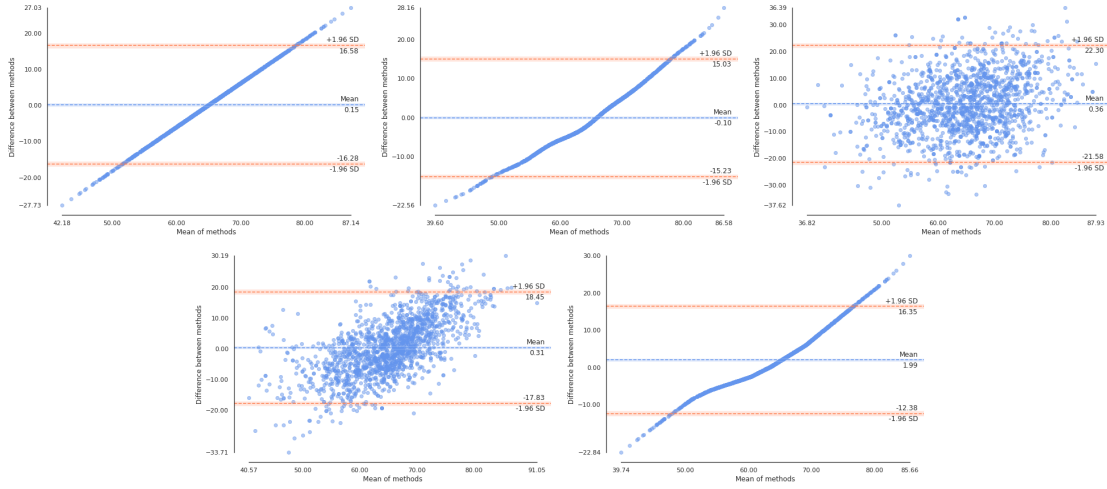 27.03
20.00
10.00
0.00
−10.00
−20.00
−27.73
Difference between methods
+1.96 SD
16.58
Mean
0.15
-16.28
-1.96 SD
42.18 50.00 60.00 70.00 80.00 87.14
Mean of methods
28.16
20.00
10.00
0.00
−10.00
−22.56
Difference between methods
+1.96 SD
15.03
Mean
-0.10
-15.23
-1.96 SD
39.60 50.00 60.00 70.00 80.00 86.58
Mean of methods
36.39
30.00
20.00
10.00
0.00
−10.00
−20.00
−30.00
−37.62
Difference between methods
+1.96 SD
22.30
Mean
0.36
-21.58
-1.96 SD
36.82 50.00 60.00 70.00 80.00 87.93
Mean of methods
30.19
20.00
10.00
0.00
−10.00
−20.00
−33.71
Difference between methods
+1.96 SD
18.45
Mean
0.31
-17.83
-1.96 SD
40.57 50.00 60.00 70.00 80.00 91.05
Mean of methods
30.00
20.00
10.00
0.00
−10.00
−22.84
Difference between methods
+1.96 SD
16.35
Mean
1.99
-12.38
-1.96 SD
39.74 50.00 60.00 70.00 80.00 85.66
Mean of methods